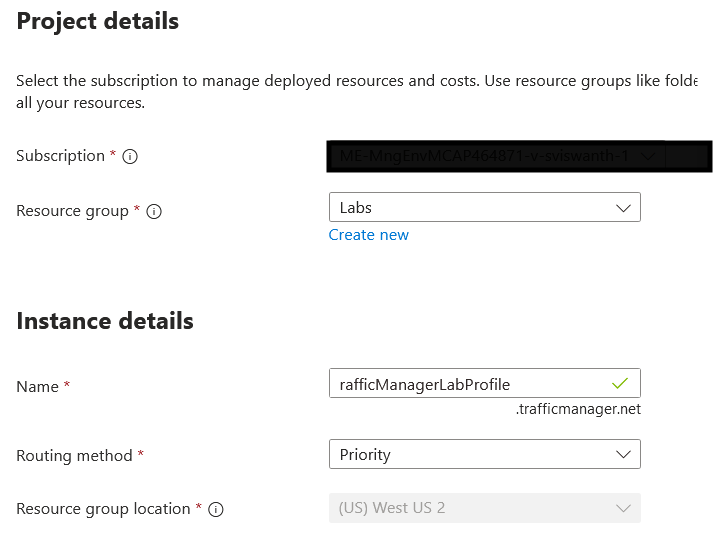 Project details
Select the subscription to manage deployed resources and costs. Use resource groups like folde
all your resources.
Subscription *
Resource group *
Labs
Create new
Instance details
Name *
rafficManagerLabProfile
.trafficmanager.net
Routing method *
Priority
Resource group location *
(US) West US 2